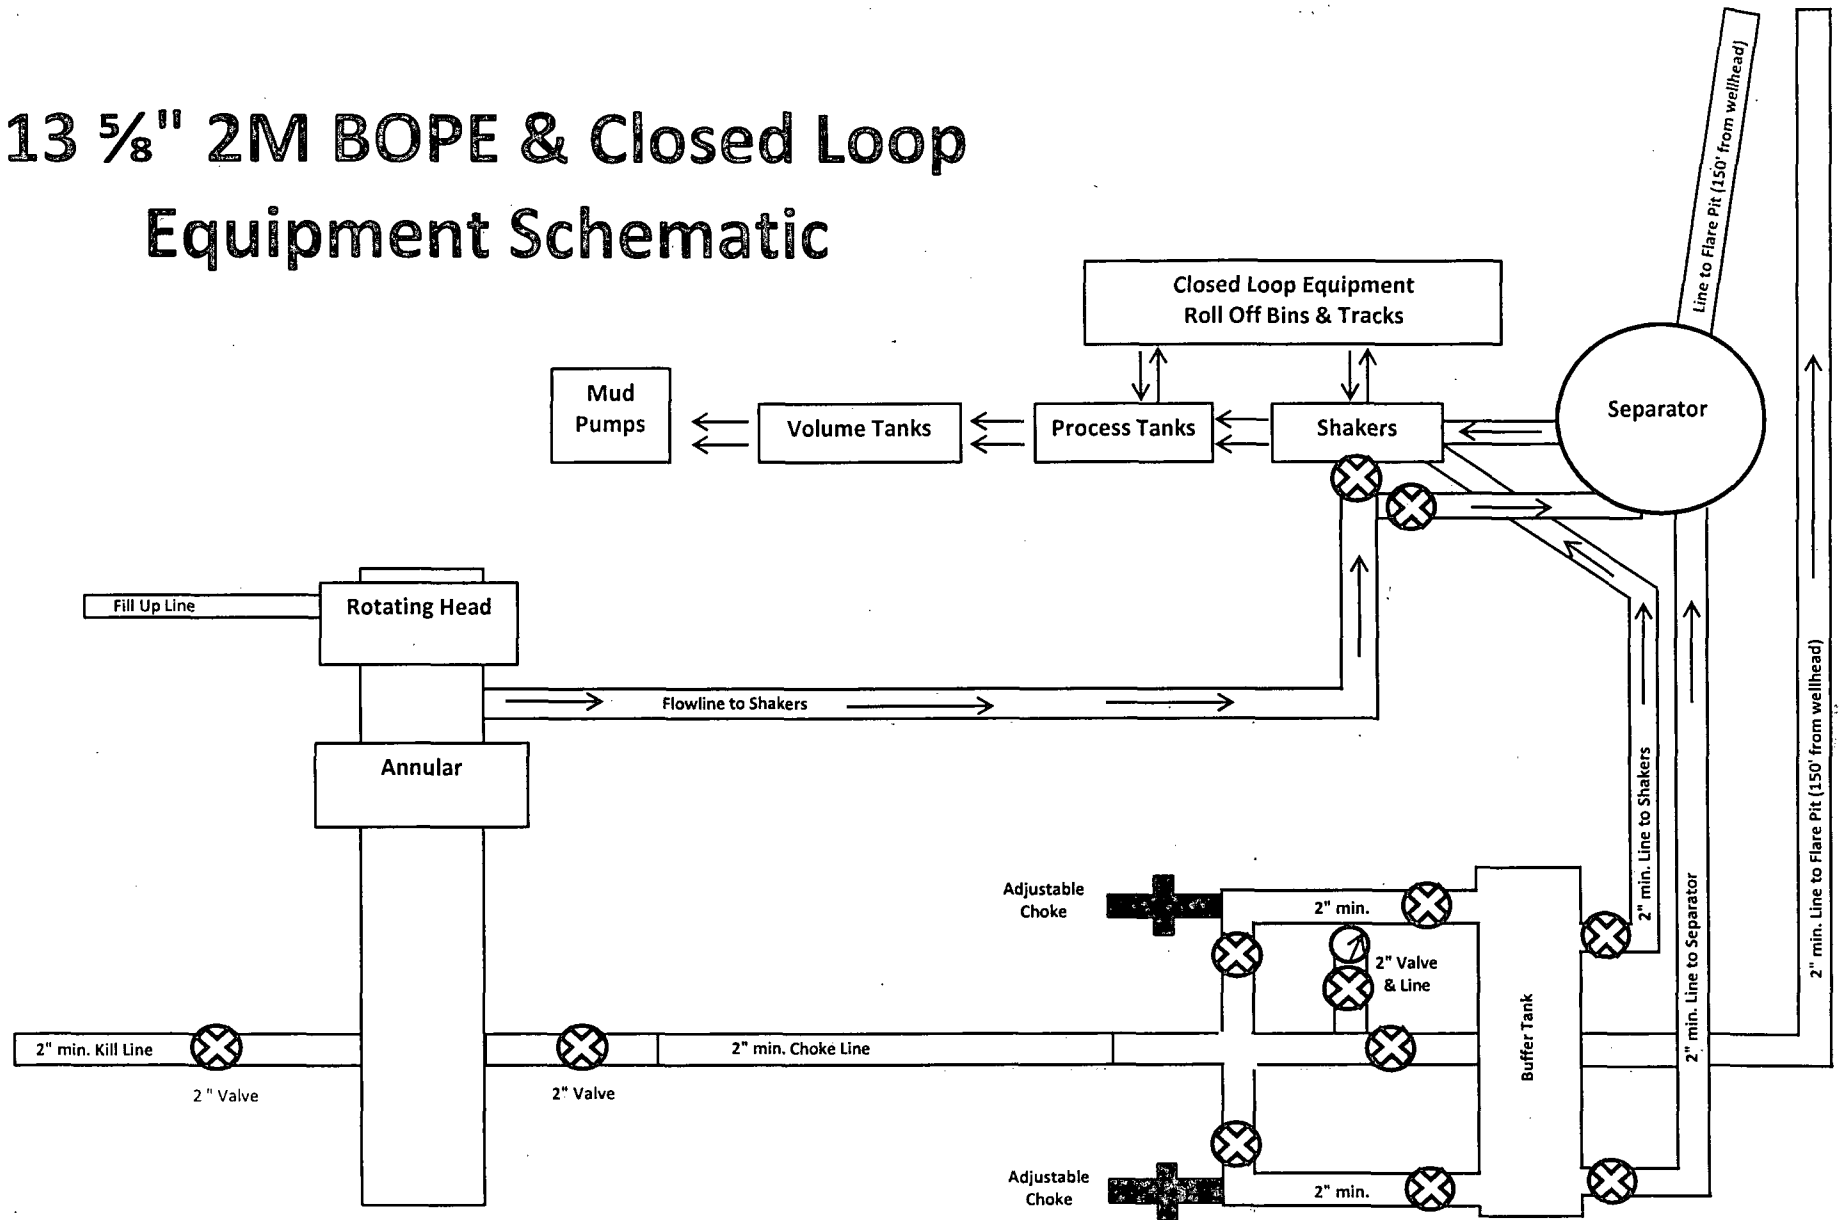 13 ⅝" 2M BOPE & Closed Loop
Equipment Schematic
Line to Flare Pit (150' from wellhead)
Closed Loop Equipment
Roll Off Bins & Tracks
Mud
Pumps
Volume Tanks
Process Tanks
Shakers
Separator
Fill Up Line
Rotating Head
Flowline to Shakers
Annular
2" min. Line to Shakers
2" min. Line to Separator
2" min. Line to Flare Pit (150' from wellhead)
Adjustable
Choke
2" min.
2" Valve
& Line
2" min. Kill Line
2 " Valve
2" min. Choke Line
2" Valve
Buffer Tank
Adjustable
Choke
2" min.